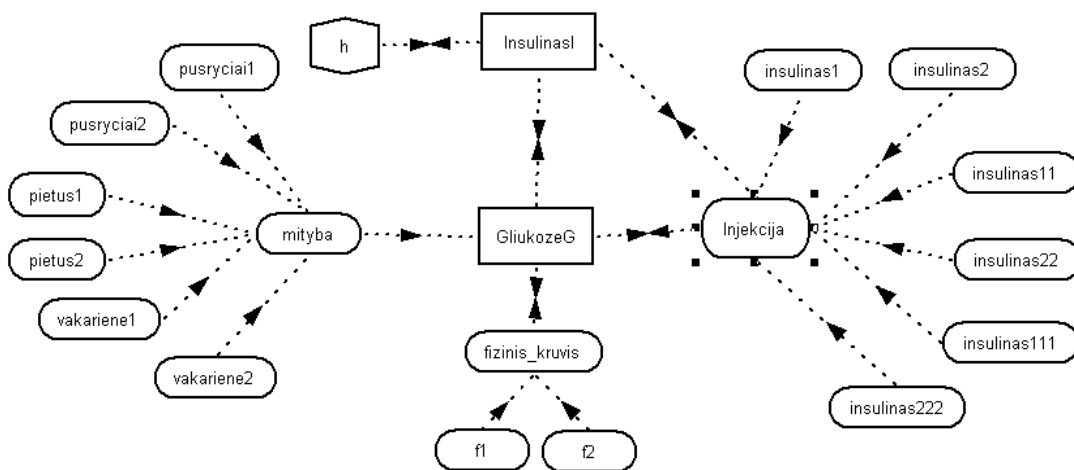 h
InsulinasI
pusryciai1
insulinas1
insulinas2
pusryciai2
insulinas11
pietus1
mityba
GliukozeG
Injekcija
pietus2
insulinas22
vakariene1
fizinis_kruvis
insulinas111
vakariene2
insulinas222
f1
f2